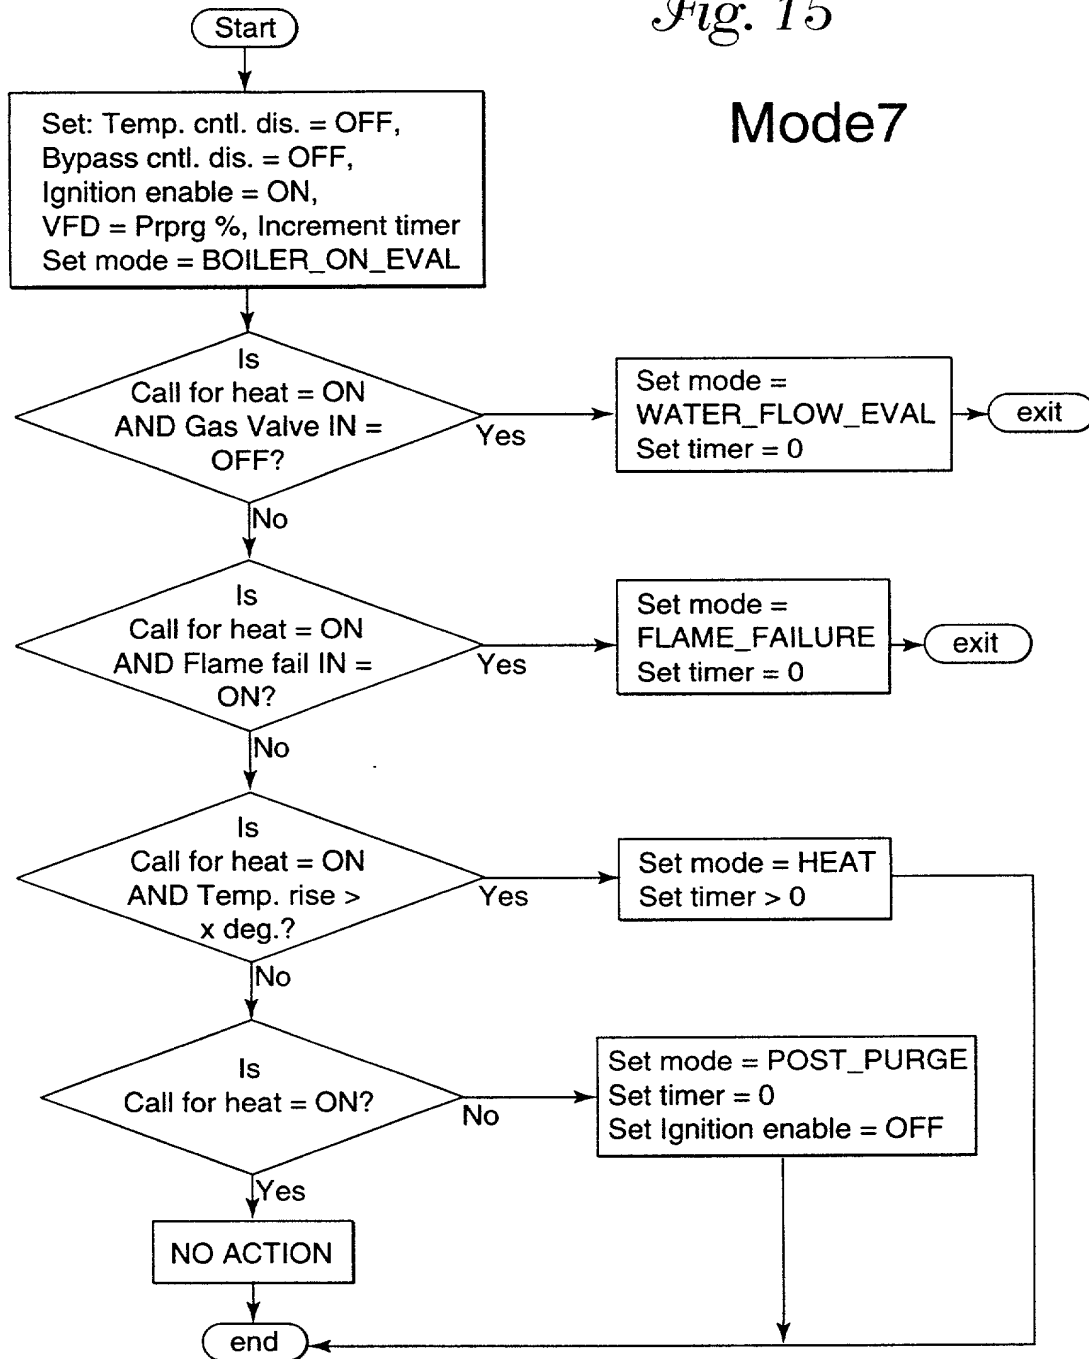 Fig. 15
Mode7
Start
Set: Temp. cntl. dis. = OFF,
Bypass cntl. dis. = OFF,
Ignition enable = ON,
VFD = Prprg %, Increment timer
Set mode = BOILER_ON_EVAL
Is
Call for heat = ON
AND Gas Valve IN =
OFF?
Yes
Set mode =
WATER_FLOW_EVAL
Set timer = 0
exit
No
Is
Call for heat = ON
AND Flame fail IN =
ON?
Yes
Set mode =
FLAME_FAILURE
Set timer = 0
exit
No
Is
Call for heat = ON
AND Temp. rise >
x deg.?
Yes
Set mode = HEAT
Set timer > 0
No
Is
Call for heat = ON?
No
Set mode = POST_PURGE
Set timer = 0
Set Ignition enable = OFF
Yes
NO ACTION
end